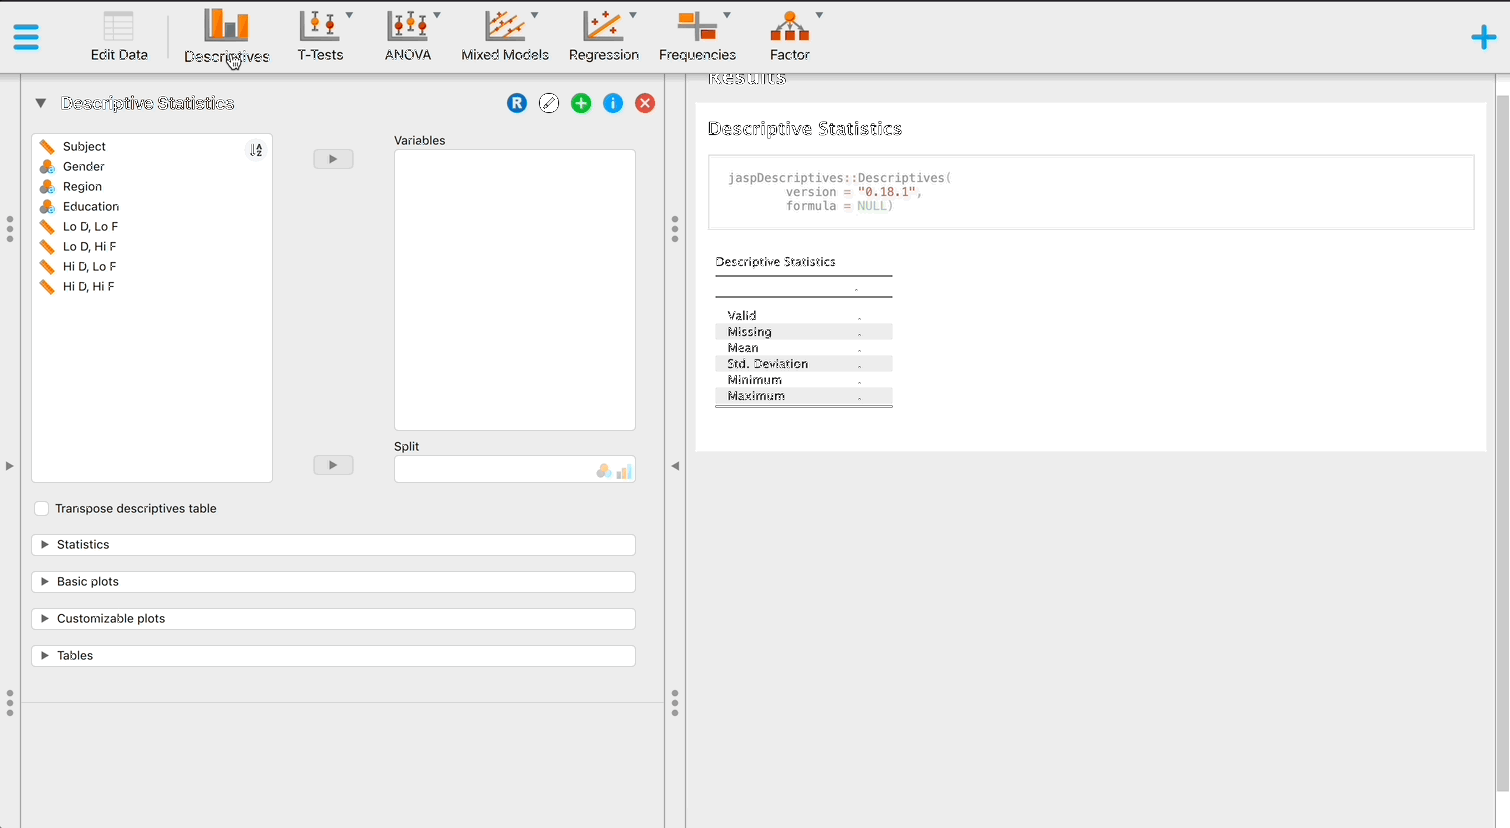 Edit Data
Descriptives
T-Tests
ANOVA
Mixed Models
Regression
Frequencies
Factor
Descriptive Statistics
R
i
Subject
Gender
Region
Education
Lo D, Lo F
Lo D, Hi F
Hi D, Lo F
Hi D, Hi F
Variables
Split
Transpose descriptives table
Statistics
Basic plots
Customizable plots
Tables
Results
Descriptive Statistics
jaspDescriptives::Descriptives(
version = "0.18.1",
formula = NULL)
Descriptive Statistics
Valid
Missing
Mean
Std. Deviation
Minimum
Maximum